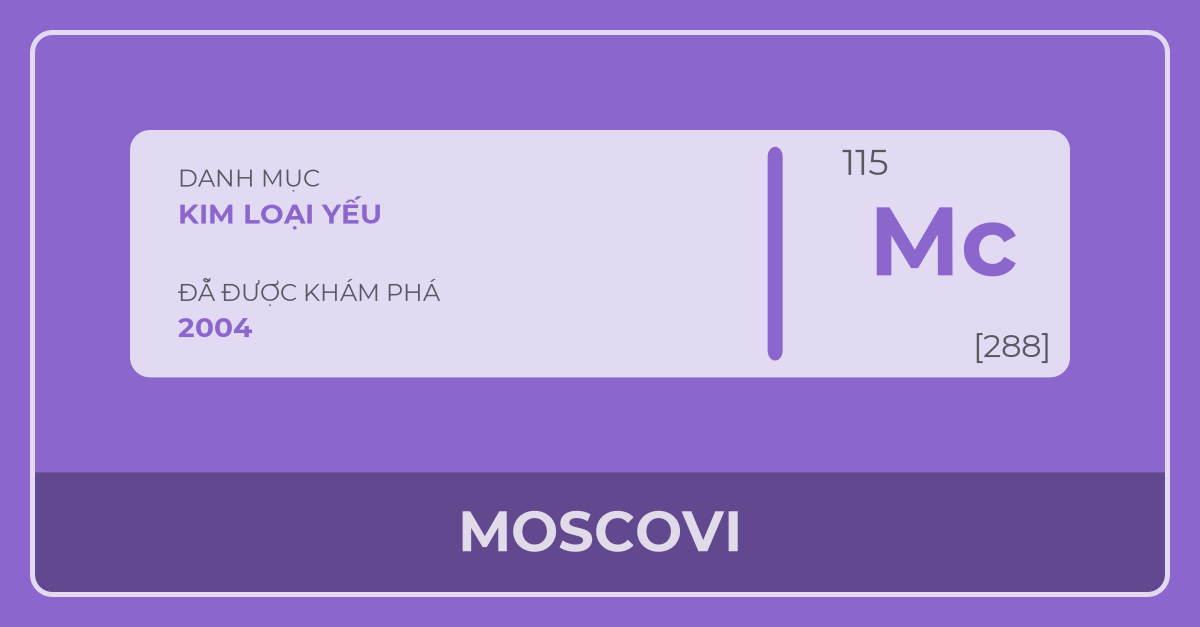 DANH MỤC
KIM LOẠI YẾU
ĐÃ ĐƯỢC KHÁM PHÁ
2004
115
Mc
[288]
MOSCOVI